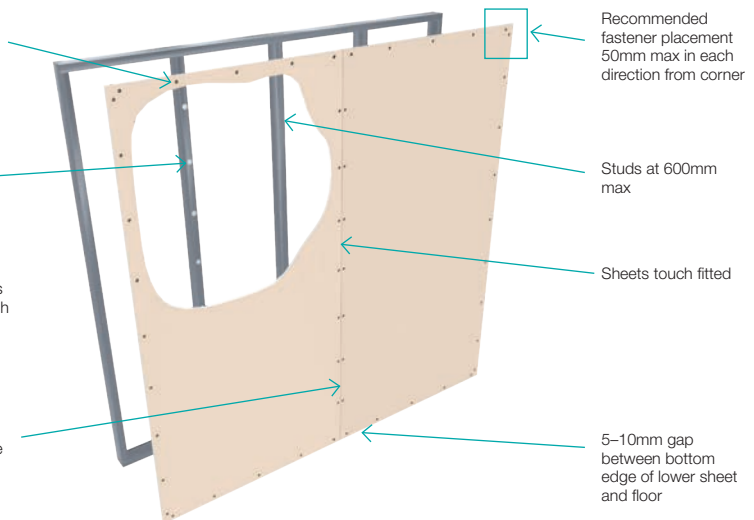 Recommended
fastener placement
50mm max in each
direction from corner
Studs at 600mm
max
Sheets touch fitted
5–10mm gap
between bottom
edge of lower sheet
and floor